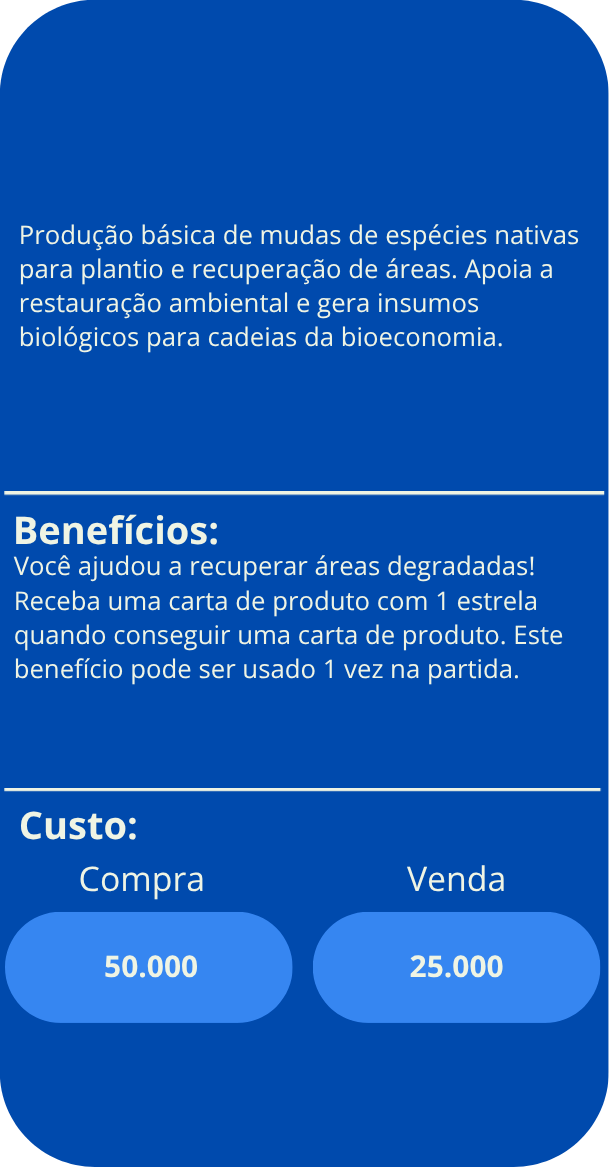 Produção básica de mudas de espécies nativas
para plantio e recuperação de áreas. Apoia a
restauração ambiental e gera insumos
biológicos para cadeias da bioeconomia.
Benefícios:
Você ajudou a recuperar áreas degradadas!
Receba uma carta de produto com 1 estrela
quando conseguir uma carta de produto. Este
benefício pode ser usado 1 vez na partida.
Custo:
Compra Venda
50.000 25.000